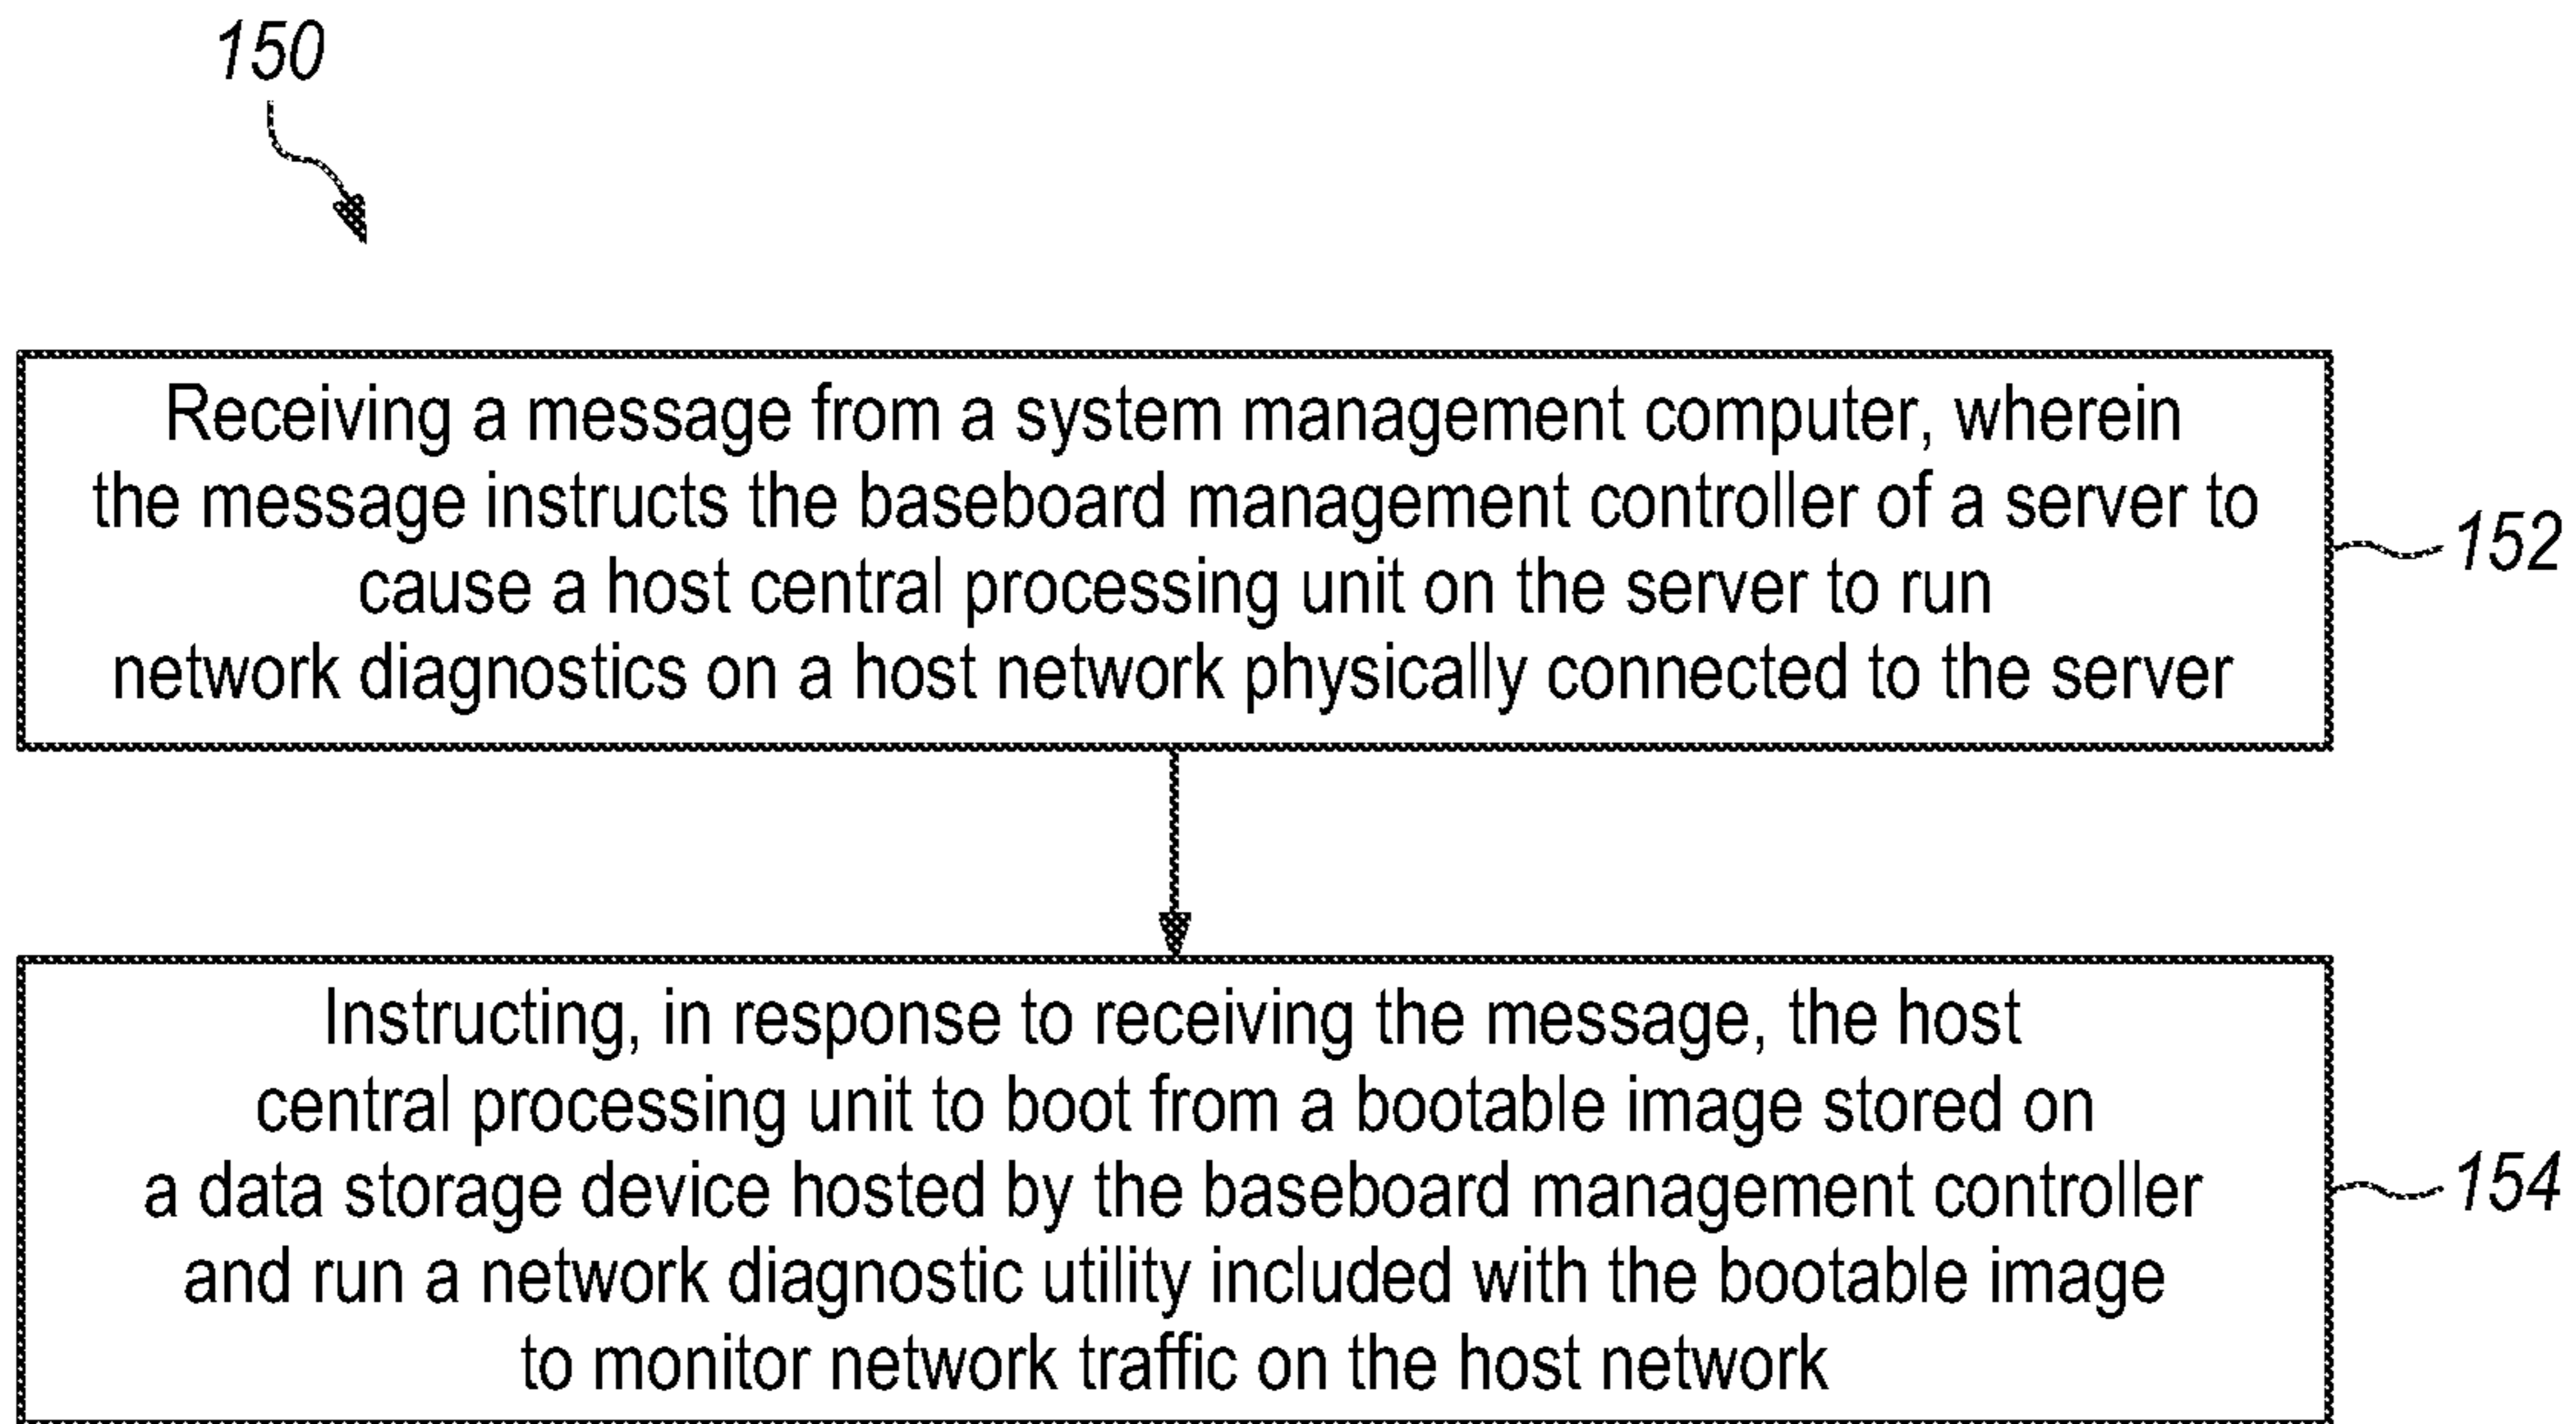 150
Receiving a message from a system management computer, wherein
the message instructs the baseboard management controller of a server to
cause a host central processing unit on the server to run
network diagnostics on a host network physically connected to the server
152
Instructing, in response to receiving the message, the host
central processing unit to boot from a bootable image stored on
a data storage device hosted by the baseboard management controller
and run a network diagnostic utility included with the bootable image
to monitor network traffic on the host network
154